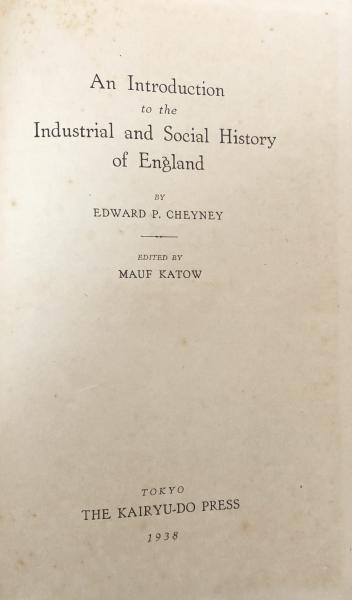 An Introduction
to the
Industrial and Social History
of England
BY
EDWARD P. CHEYNEY
EDITED BY
MAUF KATOW
TOKYO
THE KAIRYU-DO PRESS
1938